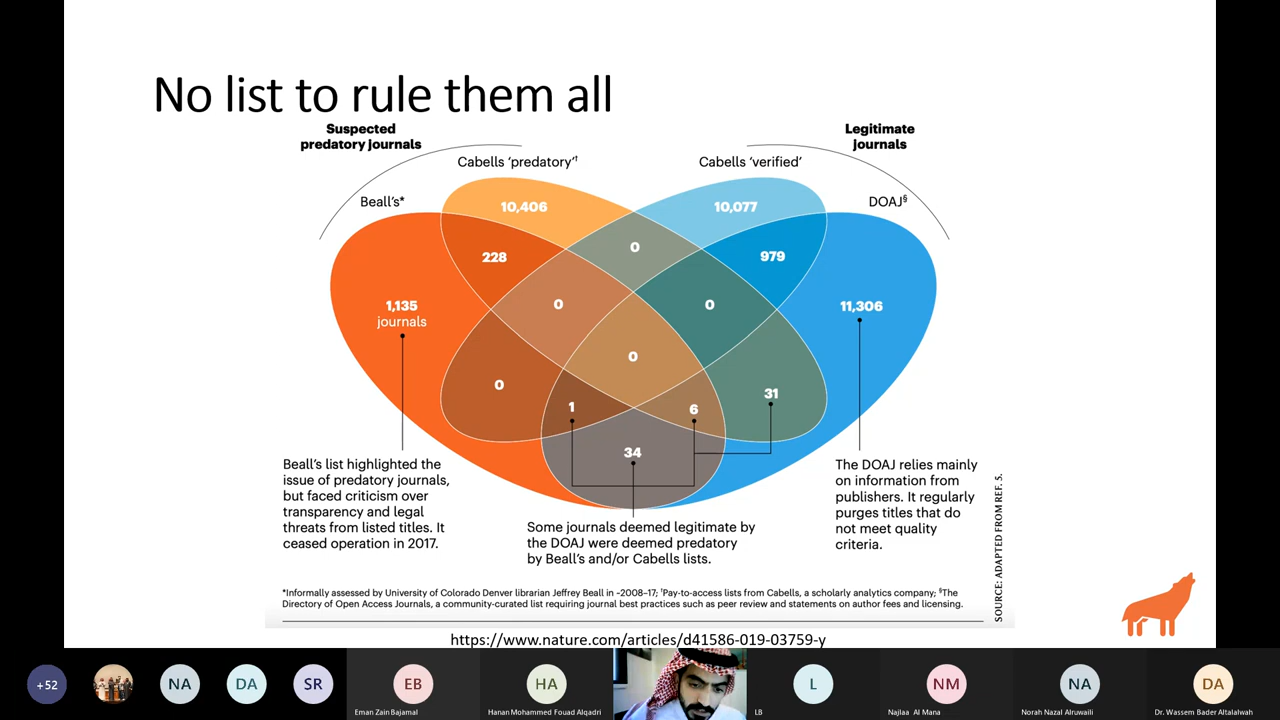 No list to rule them all
Suspected
predatory journals
Legitimate
journals
Cabells ‘predatory’†
Cabells ‘verified’
Beall’s*
DOAJ§
10,406
10,077
0
228
979
1,135
journals
0
0
11,306
0
0
31
1
6
34
Beall’s list highlighted the
issue of predatory journals,
but faced criticism over
transparency and legal
threats from listed titles. It
ceased operation in 2017.
Some journals deemed legitimate by
the DOAJ were deemed predatory
by Beall’s and/or Cabells lists.
The DOAJ relies mainly
on information from
publishers. It regularly
purges titles that do
not meet quality
criteria.
SOURCE: ADAPTED FROM REF. 5.
*Informally assessed by University of Colorado Denver librarian Jeffrey Beall in ~2008–17; †Pay-to-access lists from Cabells, a scholarly analytics company; §The
Directory of Open Access Journals, a community-curated list requiring journal best practices such as peer review and statements on author fees and licensing.
https://www.nature.com/articles/d41586-019-03759-y
+52
NA
DA
SR
EB
HA
L
NM
NA
DA
Eman Zain Bajamal
Hanan Mohammed Fouad Alqadri
LB
Najlaa Al Mana
Norah Nazal Alruwaili
Dr. Wassem Bader Altalalwah